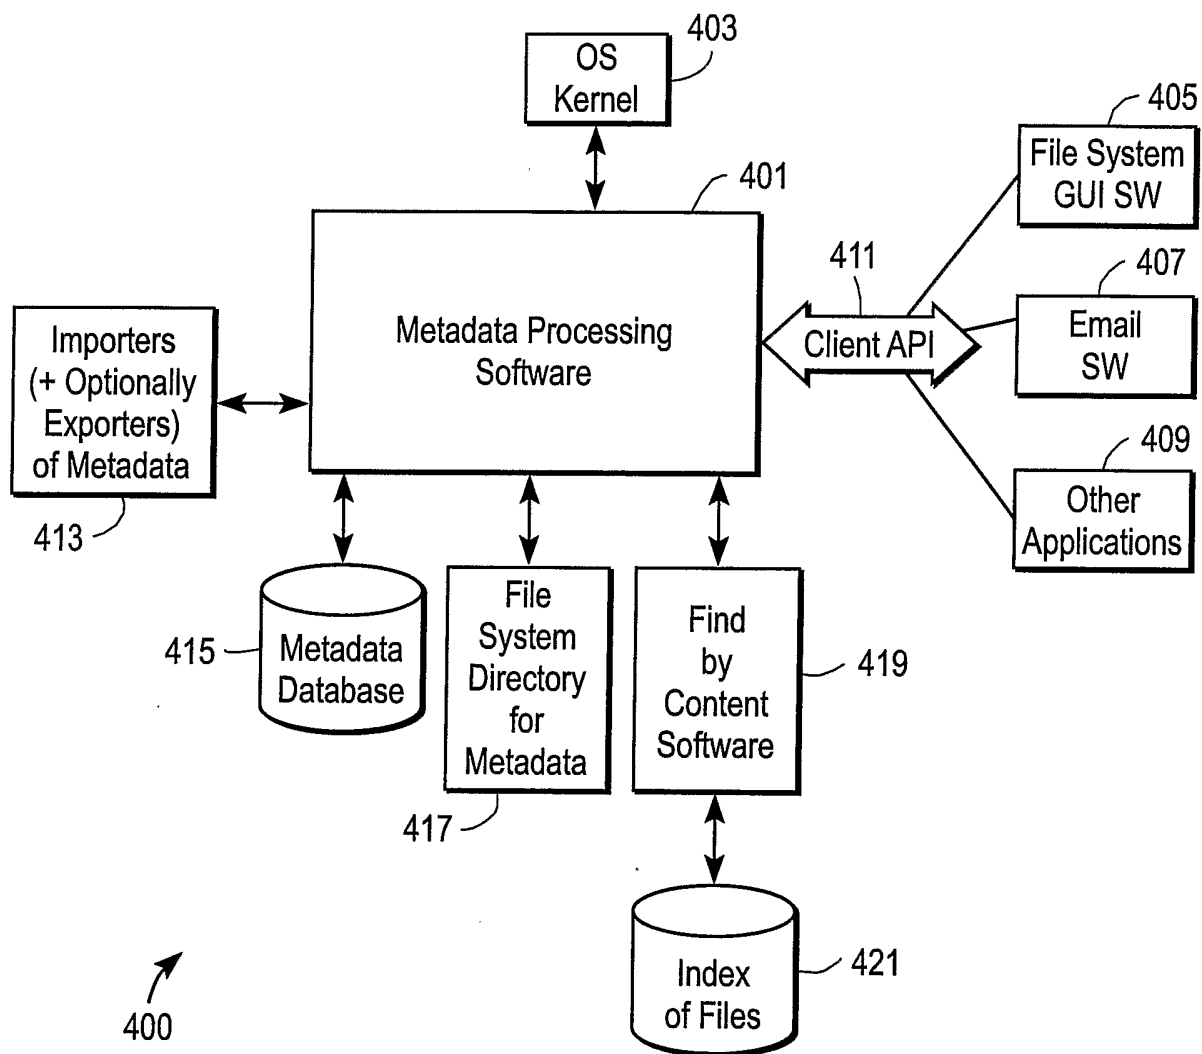 403
OS
Kernel
405
File System
GUI SW
401
411
407
Metadata Processing
Software
Client API
Email
SW
Importers
(+ Optionally
Exporters)
of Metadata
413
409
Other
Applications
415
Metadata
Database
File
System
Directory
for
Metadata
417
Find
by
Content
Software
419
Index
of Files
421
400